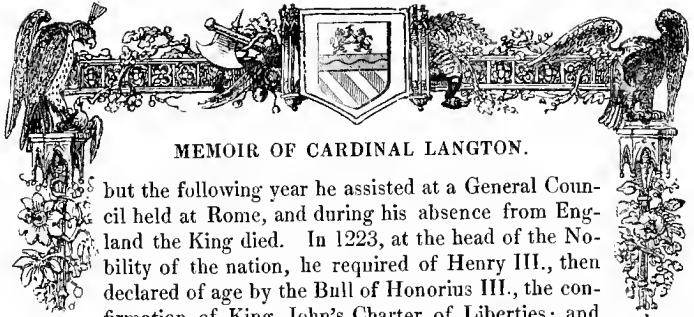 MEMOIR OF CARDINAL LANGTON.
but the following year he assisted at a General Coun-
cil held at Rome, and during his absence from Eng-
land the King died. In 1223, at the head of the No-
bility of the nation, he required of Henry III., then
declared of age by the Bull of Honorius III., the con-
firmation of King John's Charter of Liberties; and